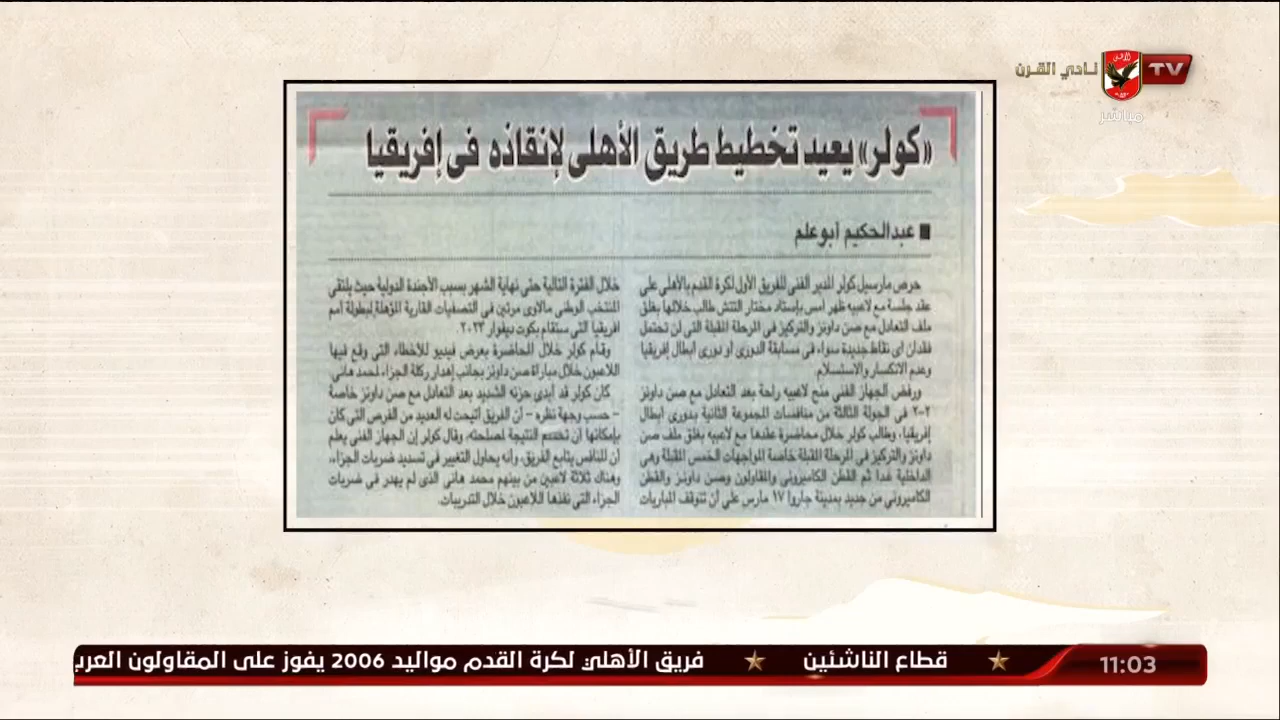 نادي القرن
TV
مباشر
«كولر» يعيد تخطيط طريق الأهلى لإنقاذه فى إفريقيا
عبدالحكيم أبو علم
حرص مارسيل كولر المدير الفنى للفريق الأول لكرة القدم بالأهلى على
عقد جلسة مع لاعبيه ظهر أمس بإستاد مختار التتش طالب خلالها بغلق
ملف التعادل مع صن داونز والتركيز فى المرحلة المقبلة التى لن تحتمل
فقدان اى نقاط جديدة سواء فى مسابقة الدورى أو دورى أبطال إفريقيا
وعدم الانكسار والاستسلام.
ورفض الجهاز الفنى منح لاعبيه راحة بعد التعادل مع صن داونز
٢-٢ فى الجولة الثالثة من منافسات المجموعة الثانية بدورى أبطال
إفريقيا، وطالب كولر خلال محاضرة عقدها مع لاعبيه بغلق ملف صن
داونز والتركيز فى المرحلة المقبلة خاصة المواجهات الخمس المقبلة وهى
الداخلية غدا ثم القطن الكاميرونى والمقاولون وصن داونز والقطن
الكاميرونى من جديد بمدينة جاروا ١٧ مارس على أن تتوقف المباريات
خلال الفترة التالية حتى نهاية الشهر بسبب الأجندة الدولية حيث يلتقى
المنتخب الوطنى مالاوى مرتين فى التصفيات القارية المؤهلة لبطولة أمم
افريقيا التى ستقام بكوت ديفوار ٢٠٢٣.
وقام كولر خلال المحاضرة بعرض فيديو للأخطاء التى وقع فيها
اللاعبون خلال مباراة صن داونز بجانب إهدار ركلة الجزاء لمحمد هانى.
كان كولر قد أبدى حزنه الشديد بعد التعادل مع صن داونز خاصة
- حسب وجهة نظره - أن الفريق أتيحت له العديد من الفرص التى كان
بإمكانها أن تحسم النتيجة لصلحته، وقال كولر إن الجهاز الفنى يعلم
أن المنافس يتابع الفريق، وأنه يحاول التغيير فى تسديد ضربات الجزاء،
وهناك ثلاثة لاعبين من بينهم محمد هانى الذى لم يهدر فى ضربات
الجزاء التى نفذها اللاعبون خلال التدريبات.
11:03 قطاع الناشئين فريق الأهلي لكرة القدم مواليد 2006 يفوز على المقاولون العرب